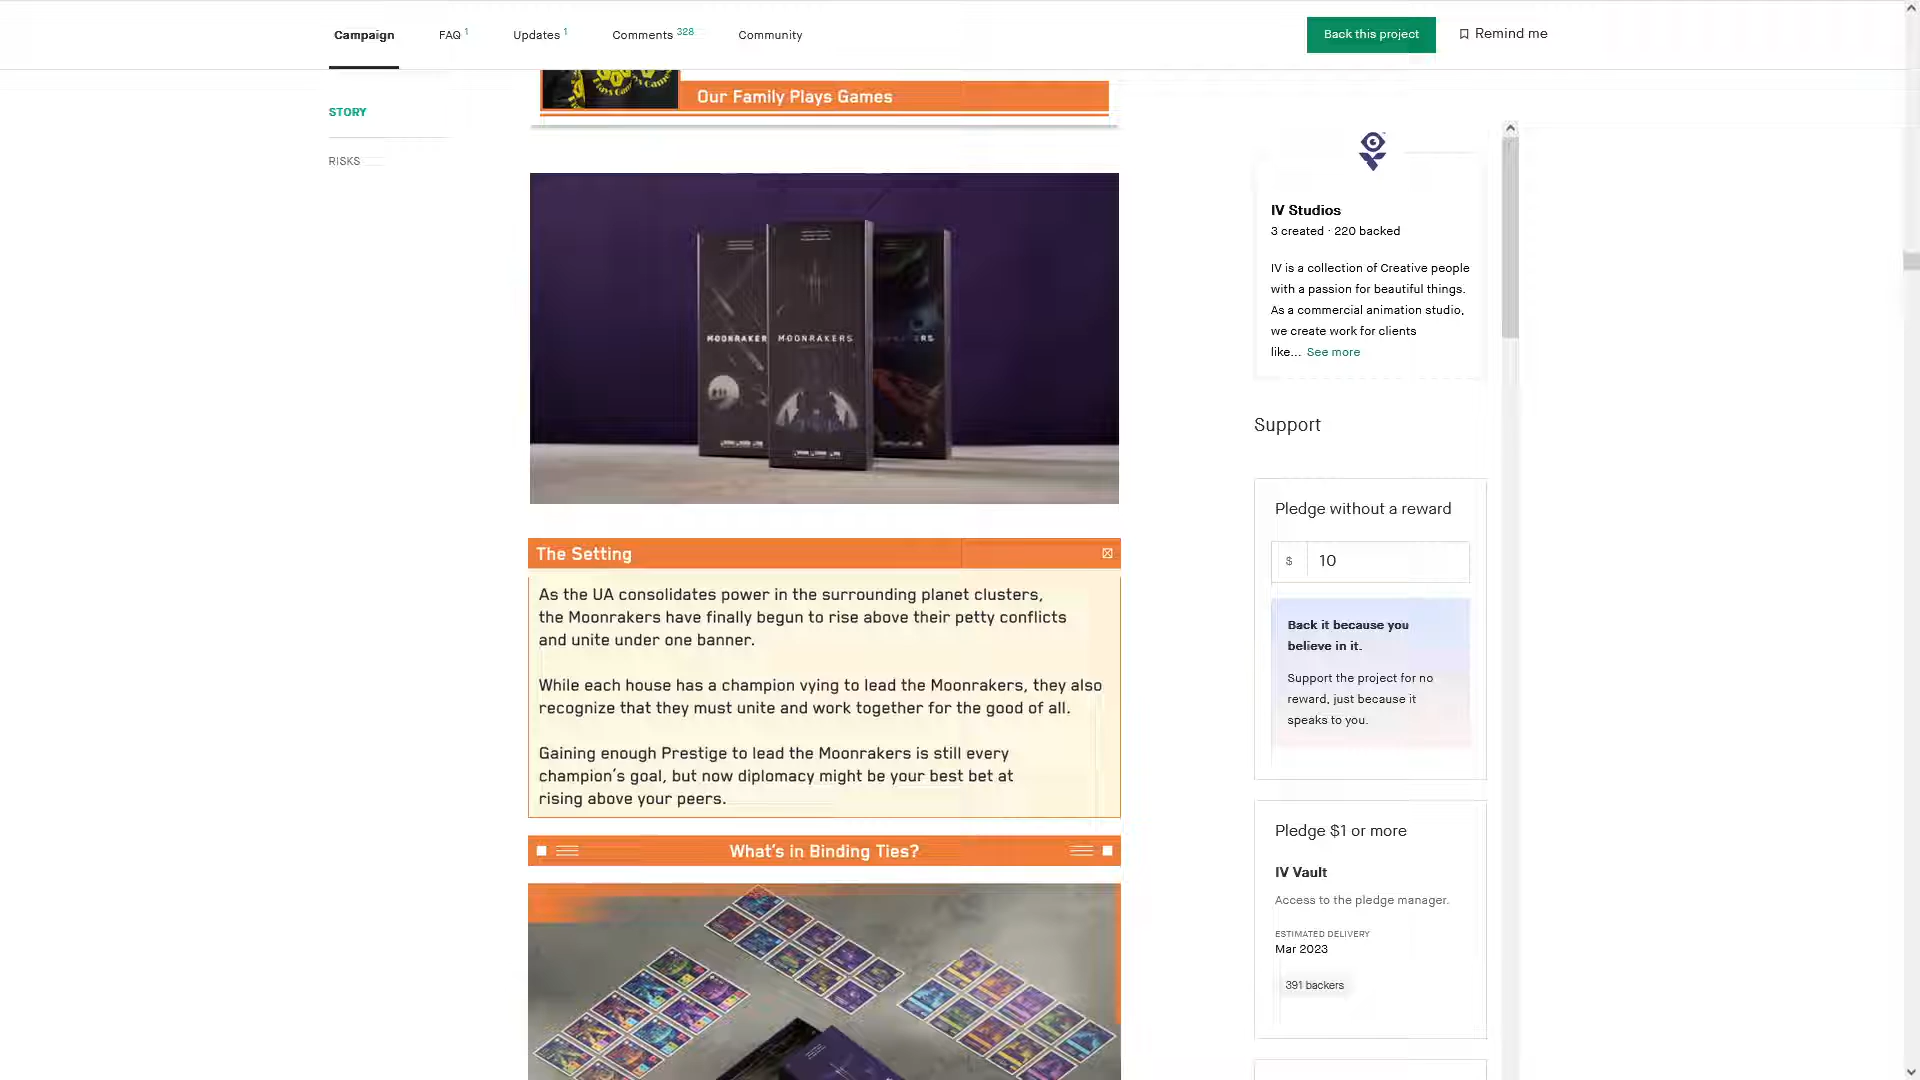 Campaign
FAQ 1
Updates 1
Comments 328
Community
Back this project
Remind me
STORY
RISKS
Our Family Plays Games
MOONRAKER
MOONRAKERS
RS
The Setting
As the UA consolidates power in the surrounding planet clusters,
the Moonrakers have finally begun to rise above their petty conflicts
and unite under one banner.
While each house has a champion vying to lead the Moonrakers, they also
recognize that they must unite and work together for the good of all.
Gaining enough Prestige to lead the Moonrakers is still every
champion's goal, but now diplomacy might be your best bet at
rising above your peers.
What's in Binding Ties?
IV Studios
3 created · 220 backed
IV is a collection of Creative people
with a passion for beautiful things.
As a commercial animation studio,
we create work for clients
like... See more
Support
Pledge without a reward
$ 10
Back it because you
believe in it.
Support the project for no
reward, just because it
speaks to you.
Pledge $1 or more
IV Vault
Access to the pledge manager.
ESTIMATED DELIVERY
Mar 2023
391 backers